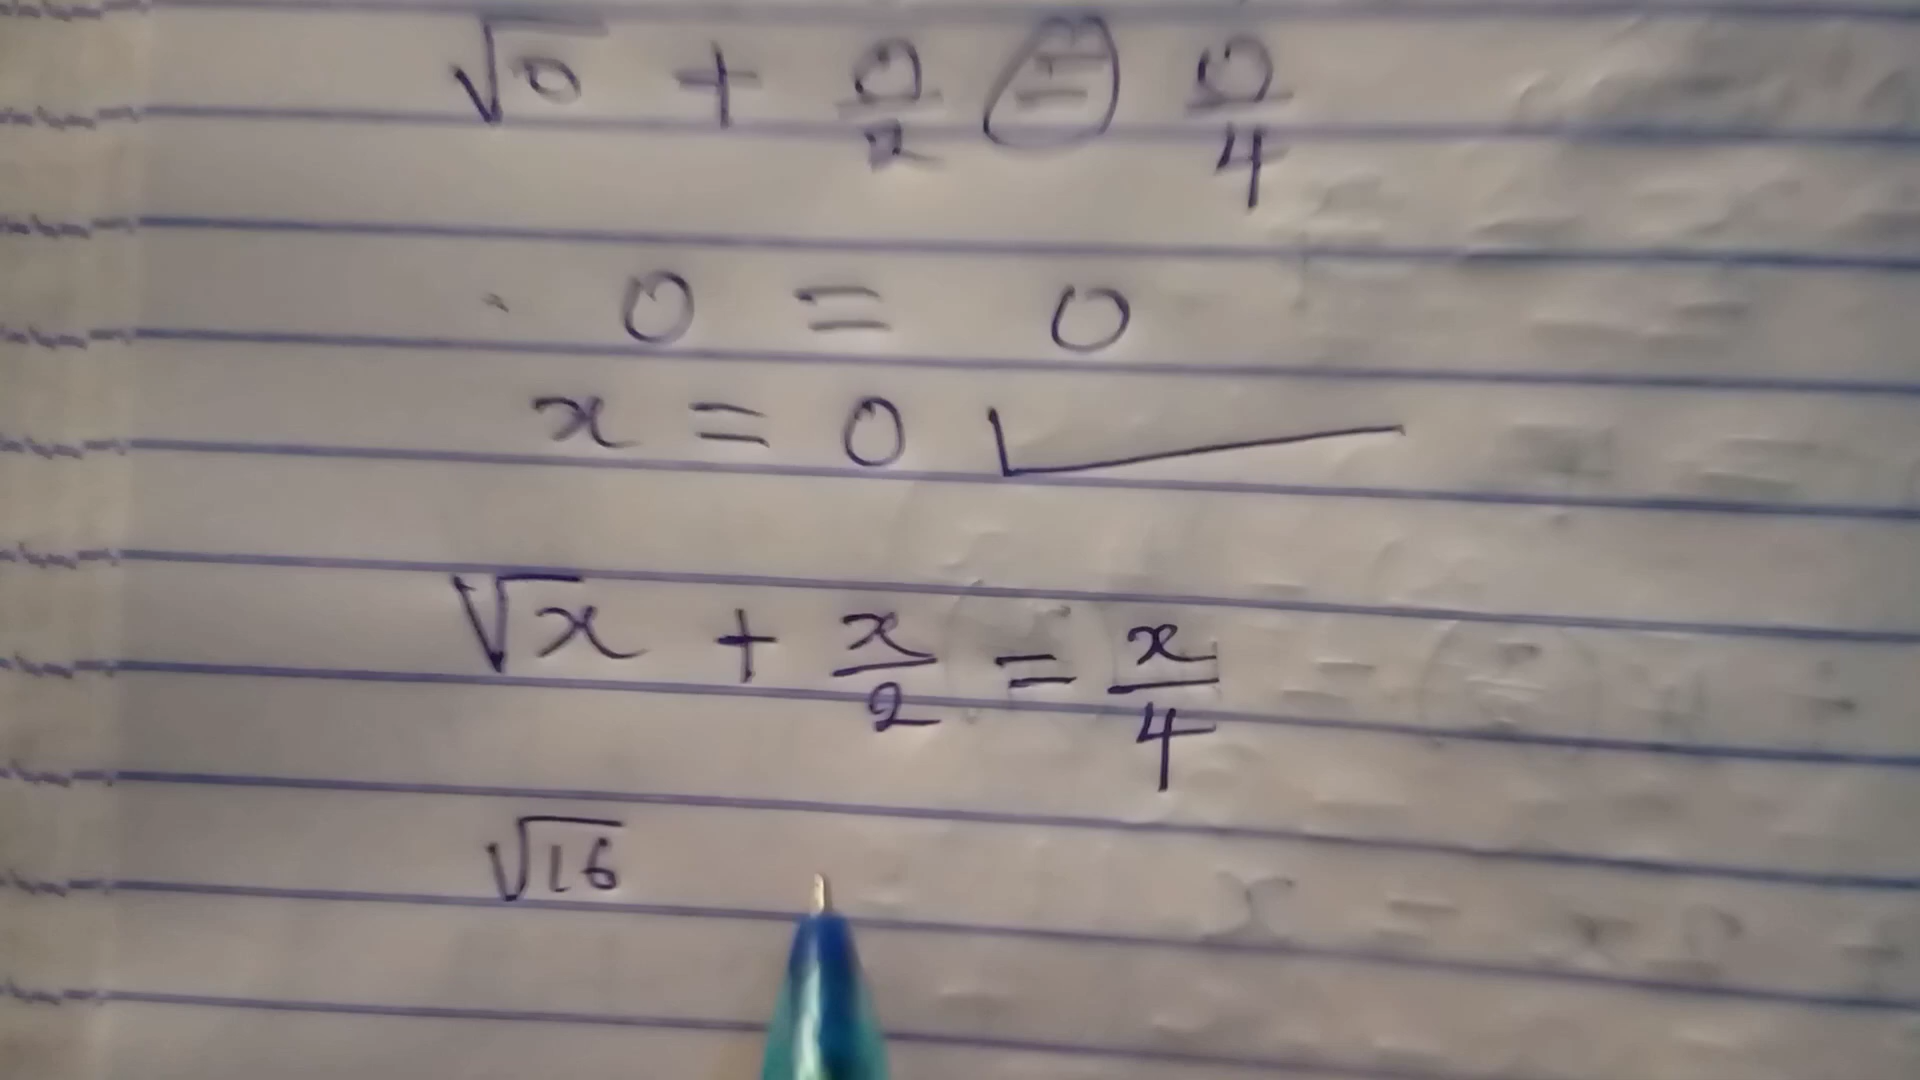 √0 + 0/2 = 0/4
0 = 0
x = 0 ✓
√x + x/2 = x/4
√16